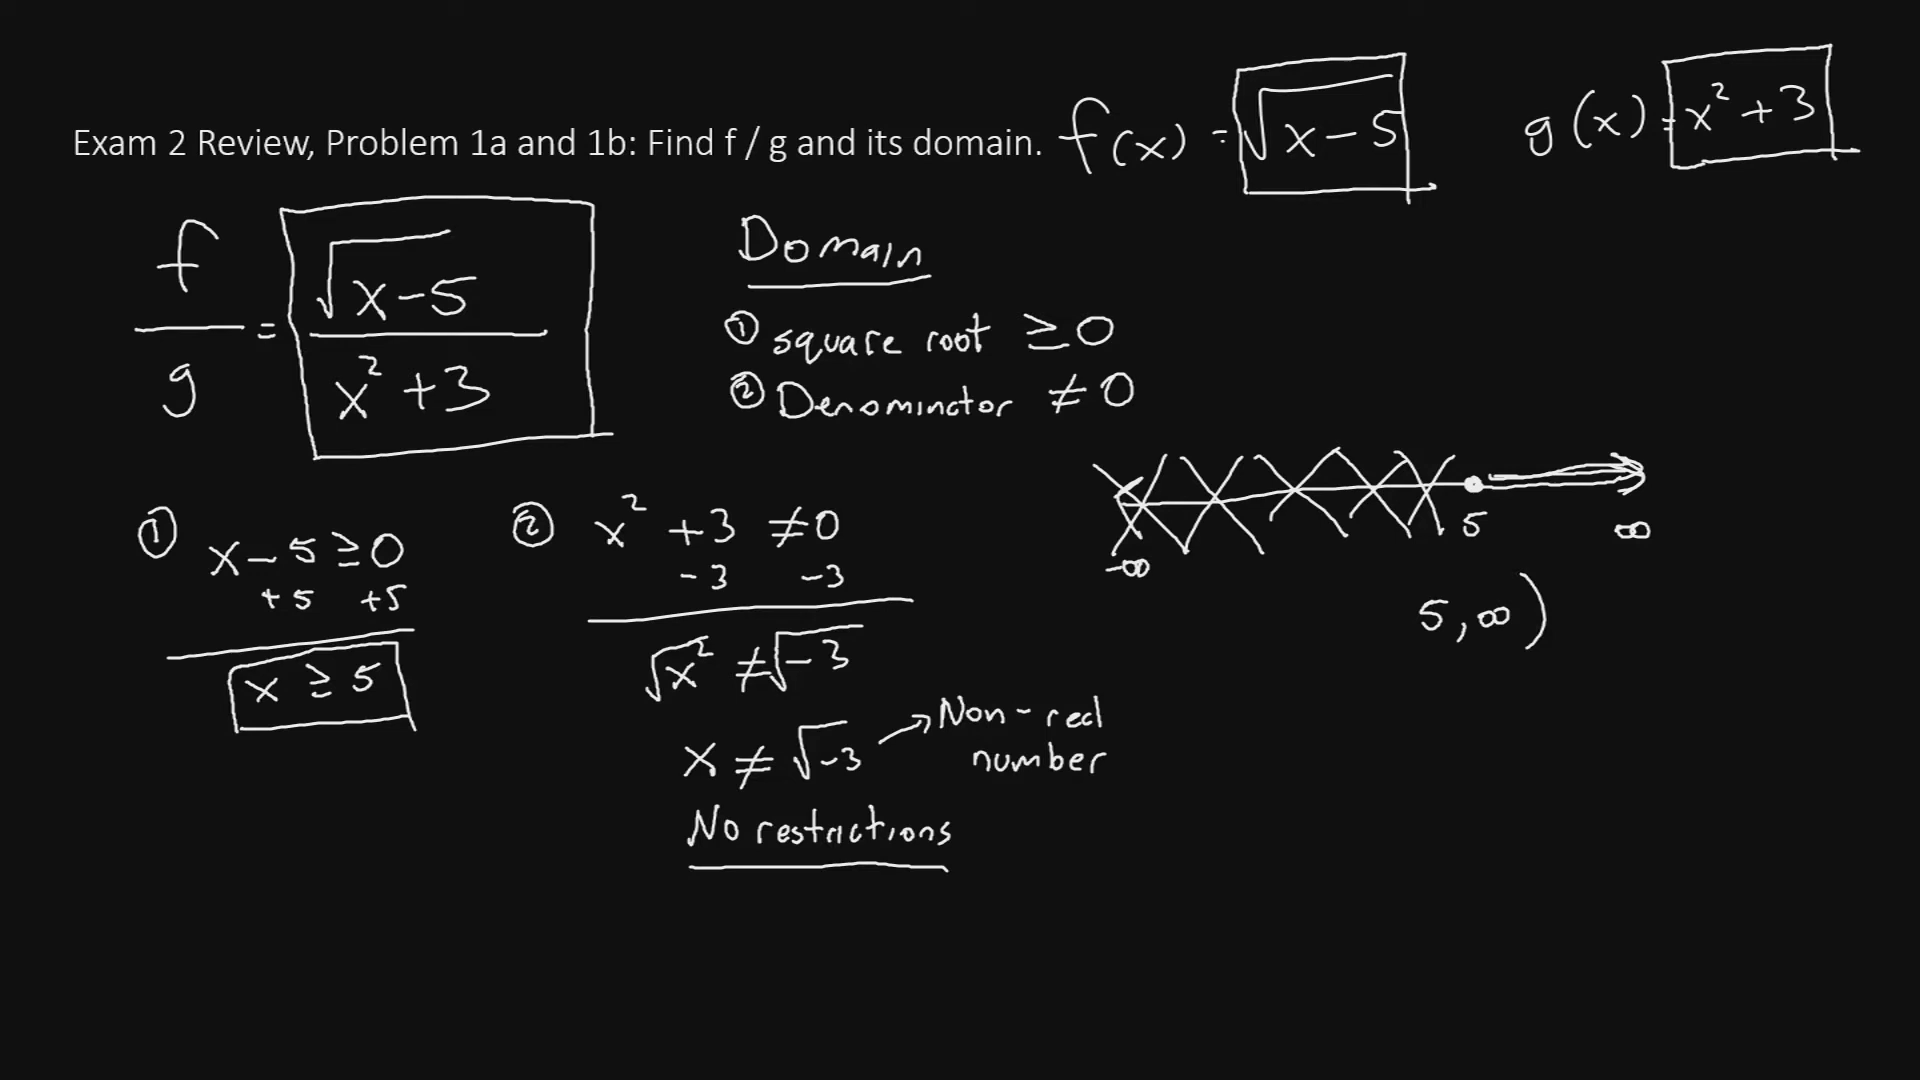 Exam 2 Review, Problem 1a and 1b: Find f / g and its domain. f(x) = √x-5 g(x) = x² + 3
f/g = √x-5 / x² + 3
Domain
① square root ≥ 0
② Denominator ≠ 0
① x - 5 ≥ 0
+5 +5
x ≥ 5
② x² + 3 ≠ 0
-3 -3
√x² ≠ √-3
x ≠ √-3 → Non-real number
No restrictions
-∞ 5 ∞
5, ∞)